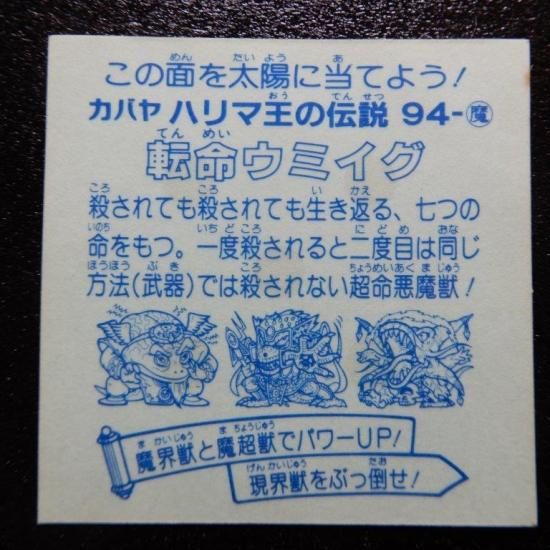 この面を太陽に当てよう!
カバヤ ハリマ王の伝説 94-魔
転命ウミイグ
殺されても殺されても生き返る、七つの
命をもつ。一度殺されると二度目は同じ
方法(武器)では殺されない超命悪魔獣!
魔界獣と魔超獣でパワーUP!
現界獣をぶっ倒せ!